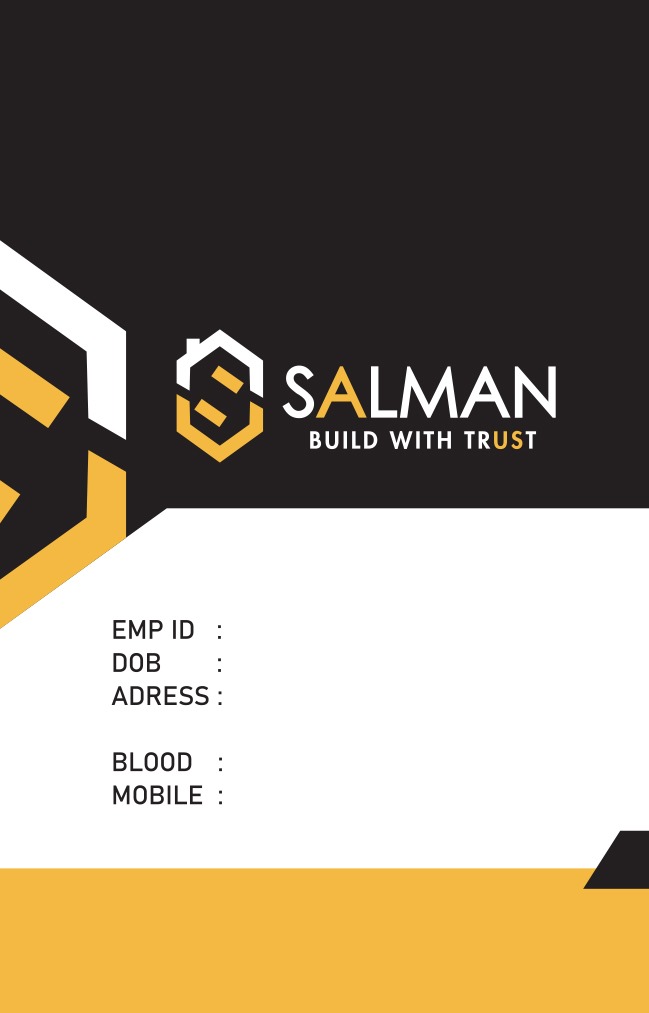 SALMAN
BUILD WITH TRUST
EMP ID :
DOB :
ADRESS :
BLOOD :
MOBILE :